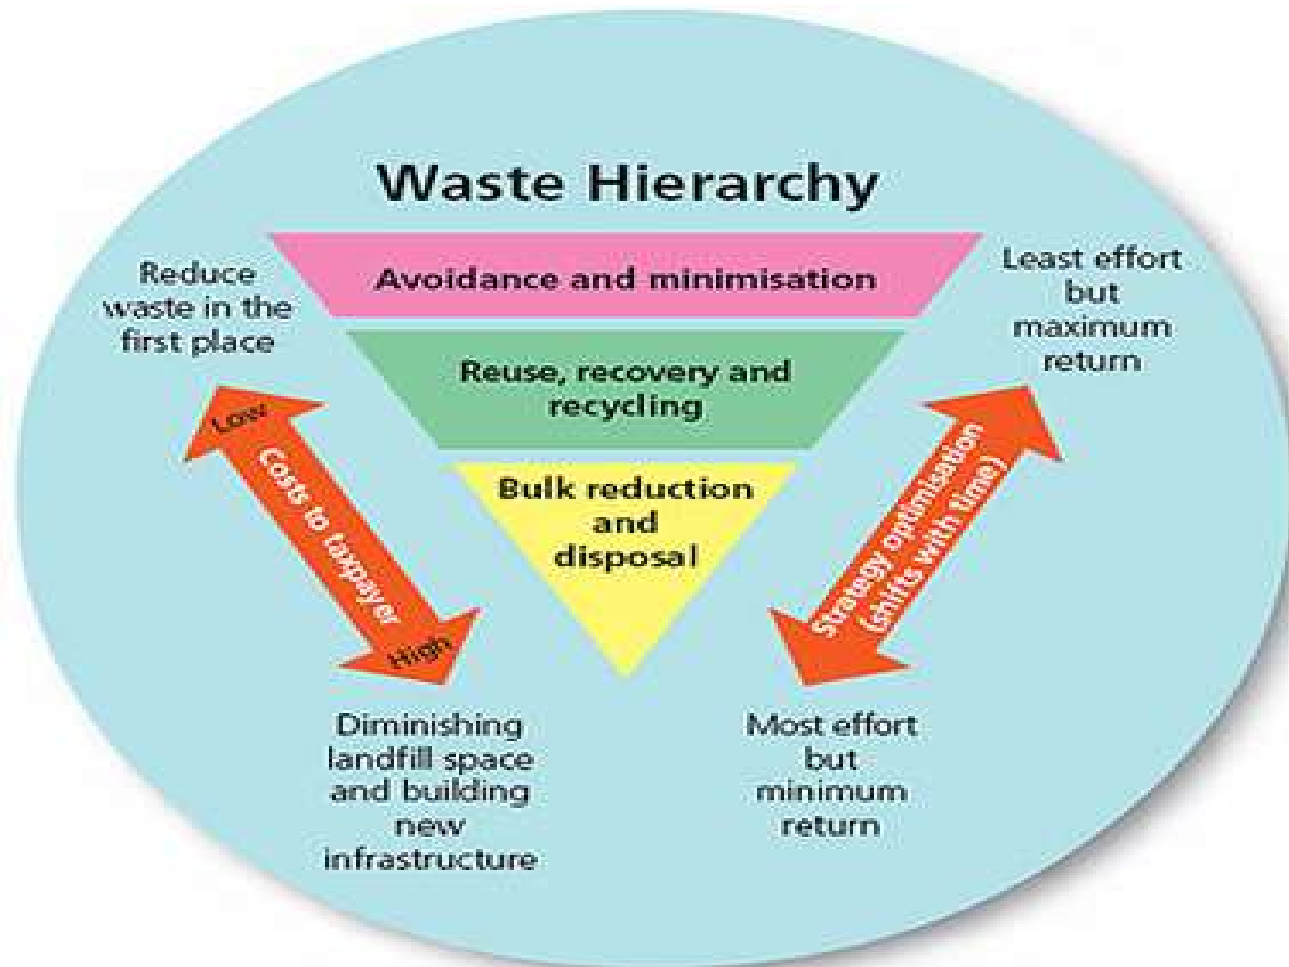 Waste Hierarchy
Avoidance and minimisation
Reduce
waste in the
first place
Least effort
but
maximum
return
Reuse, recovery and
recycling
Low
Costs to taxpayer
High
Strategy optimisation
(shifts with time)
Bulk reduction
and
disposal
Diminishing
landfill space
and building
new
infrastructure
Most effort
but
minimum
return